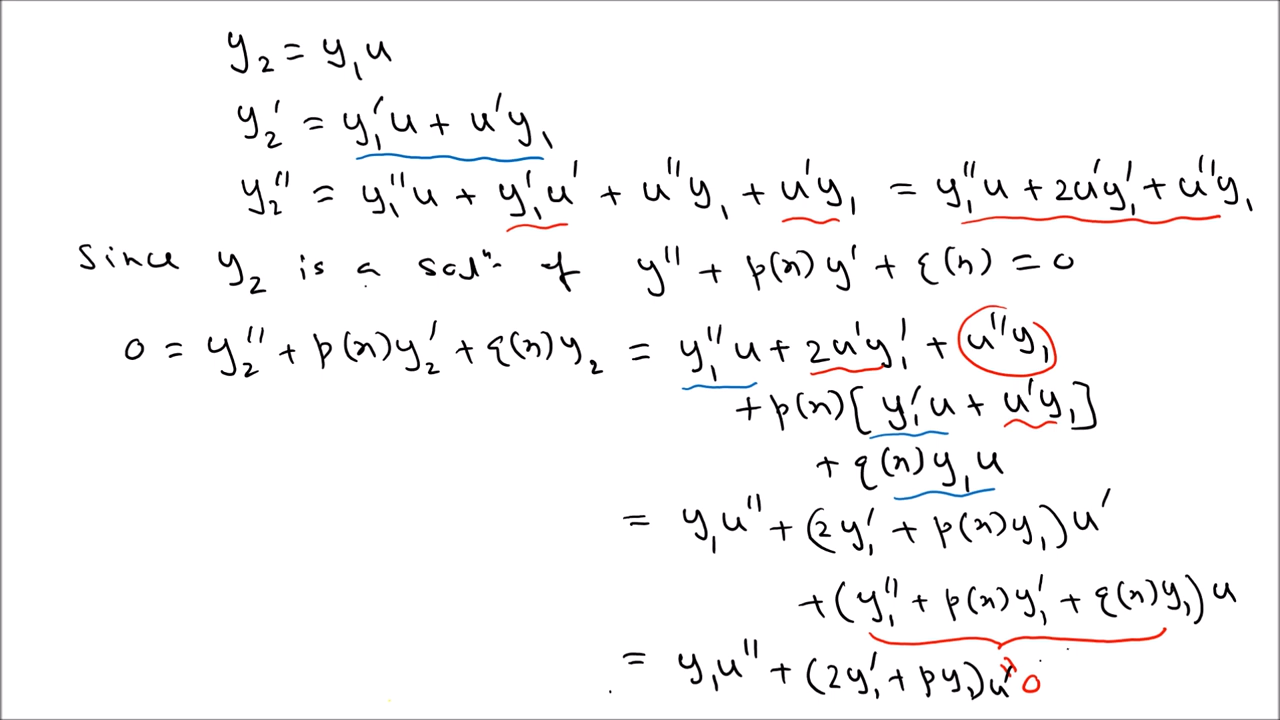 y₂ = y₁u
y₂' = y₁'u + u'y₁
y₂'' = y₁''u + y₁'u' + u''y₁ + u'y₁ = y₁''u + 2u'y₁' + u''y₁
Since y₂ is a solⁿ. of y'' + p(x)y' + q(x) = 0
0 = y₂'' + p(x)y₂' + q(x)y₂ = y₁''u + 2u'y₁' + u''y₁
+ p(x)[y₁'u + u'y₁]
+ q(x)y₁u
= y₁u'' + (2y₁' + p(x)y₁)u'
+ (y₁'' + p(x)y₁' + q(x)y₁)u
= y₁u'' + (2y₁' + py₁)u' 0